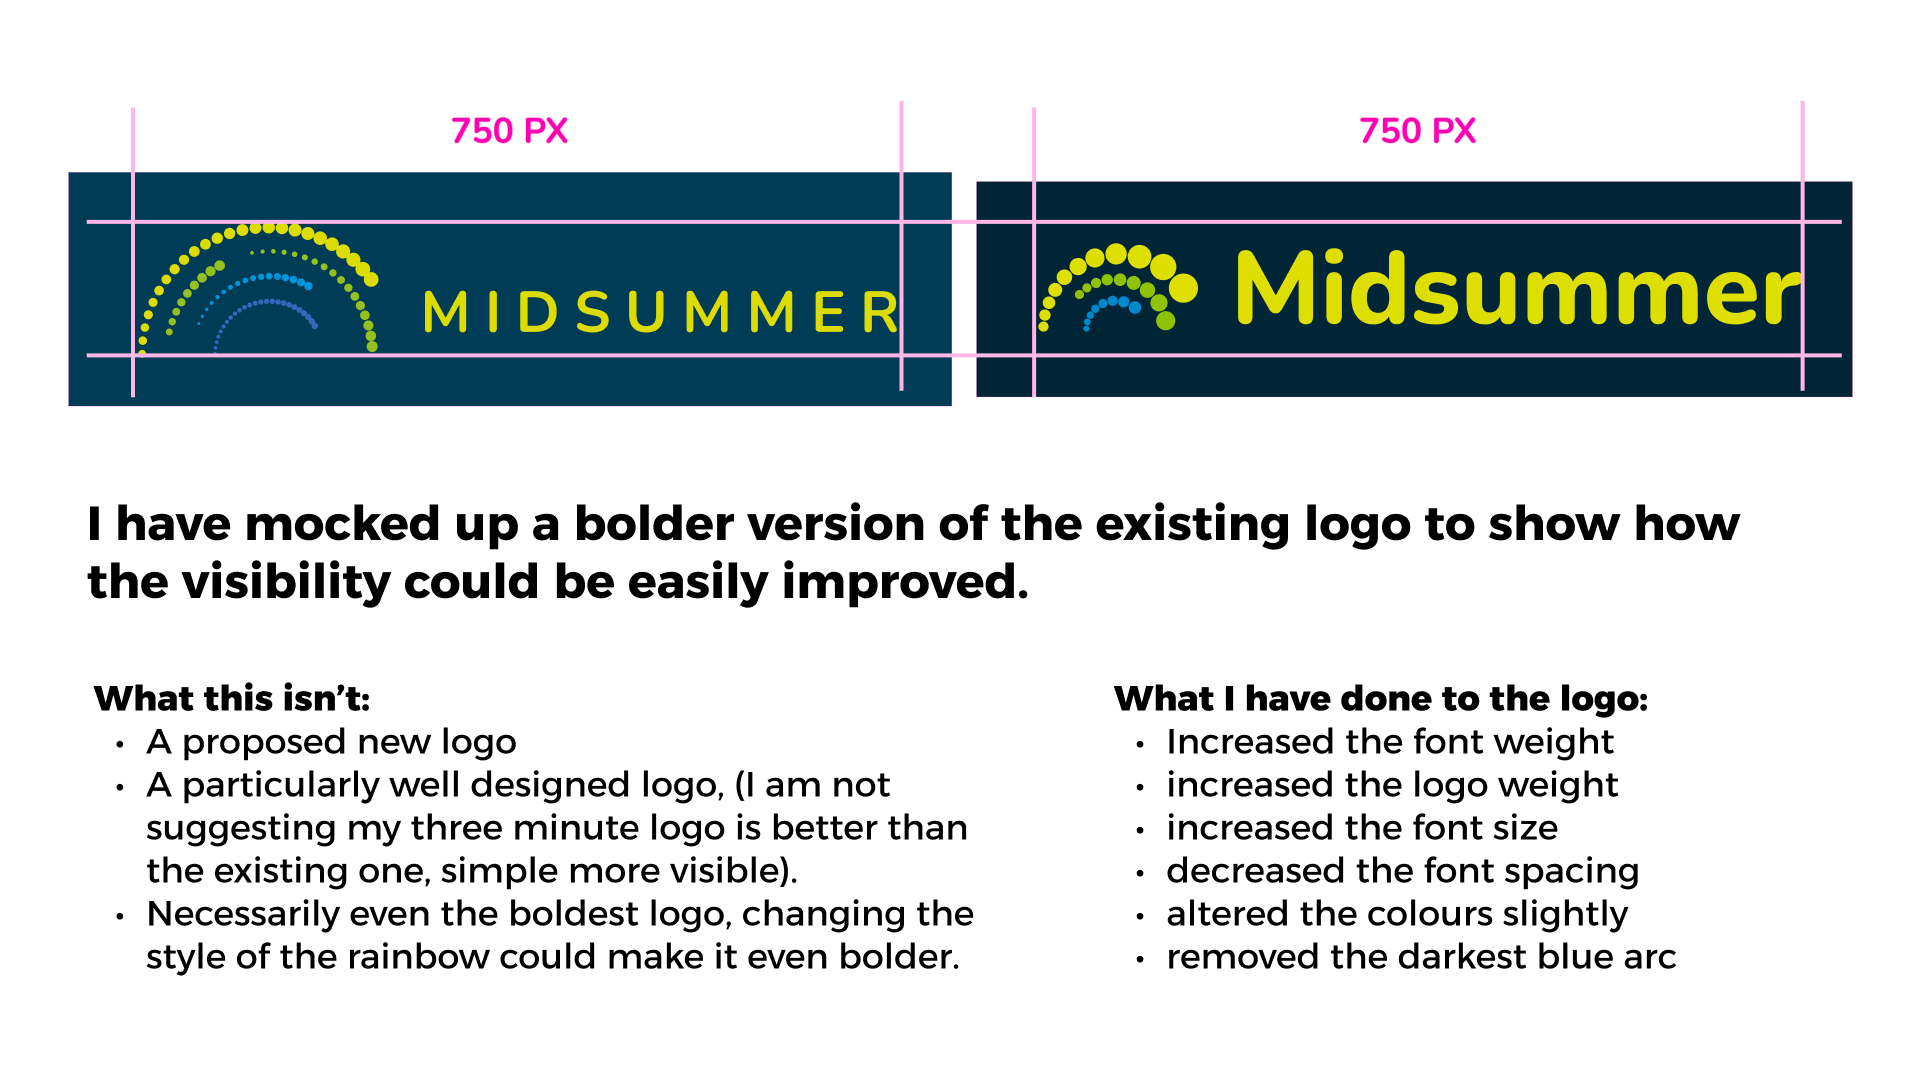 750 PX
750 PX
MIDSUMMER
Midsummer
I have mocked up a bolder version of the existing logo to show how
the visibility could be easily improved.
What this isn’t:
• A proposed new logo
• A particularly well designed logo, (I am not
suggesting my three minute logo is better than
the existing one, simple more visible).
• Necessarily even the boldest logo, changing the
style of the rainbow could make it even bolder.
What I have done to the logo:
• Increased the font weight
• increased the logo weight
• increased the font size
• decreased the font spacing
• altered the colours slightly
• removed the darkest blue arc